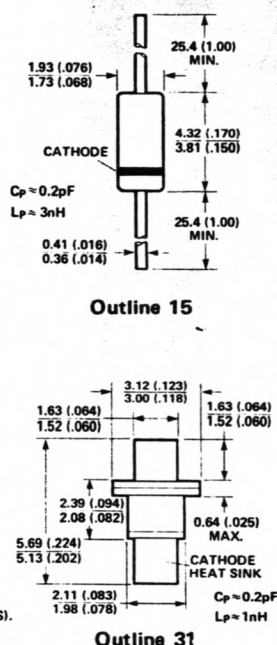 25.4 (1.00)
MIN.
1.93 (.076)
1.73 (.068)
4.32 (.170)
3.81 (.150)
CATHODE
Cp ≈ 0.2pF
Lp ≈ 3nH
25.4 (1.00)
MIN.
0.41 (.016)
0.36 (.014)
Outline 15
3.12 (.123)
3.00 (.118)
1.63 (.064)
1.52 (.060)
1.63 (.064)
1.52 (.060)
2.39 (.094)
2.08 (.082)
0.64 (.025)
MAX.
5.69 (.224)
5.13 (.202)
CATHODE
HEAT SINK
2.11 (.083)
1.98 (.078)
Cp ≈ 0.2pF
Lp ≈ 1nH
S).
Outline 31